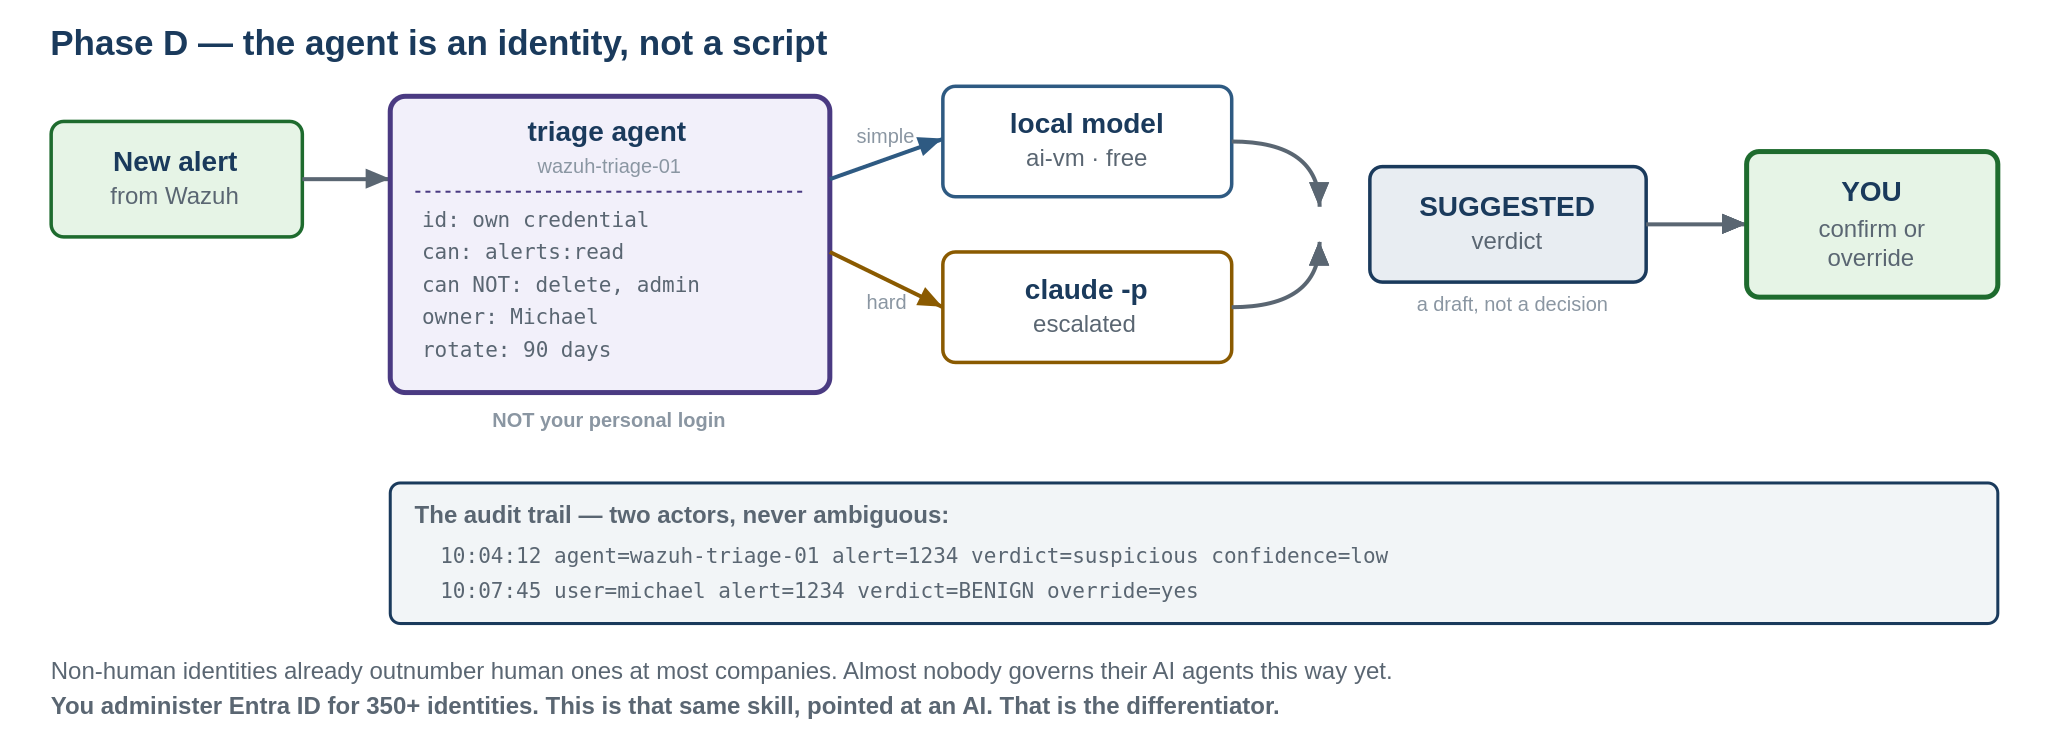 Phase D — the agent is an identity, not a script
New alert
from Wazuh
triage agent
wazuh-triage-01
id: own credential
can: alerts:read
can NOT: delete, admin
owner: Michael
rotate: 90 days
NOT your personal login
simple
hard
local model
ai-vm · free
claude -p
escalated
SUGGESTED
verdict
a draft, not a decision
YOU
confirm or
override
The audit trail — two actors, never ambiguous:
10:04:12 agent=wazuh-triage-01 alert=1234 verdict=suspicious confidence=low
10:07:45 user=michael alert=1234 verdict=BENIGN override=yes
Non-human identities already outnumber human ones at most companies. Almost nobody governs their AI agents this way yet.
You administer Entra ID for 350+ identities. This is that same skill, pointed at an AI. That is the differentiator.